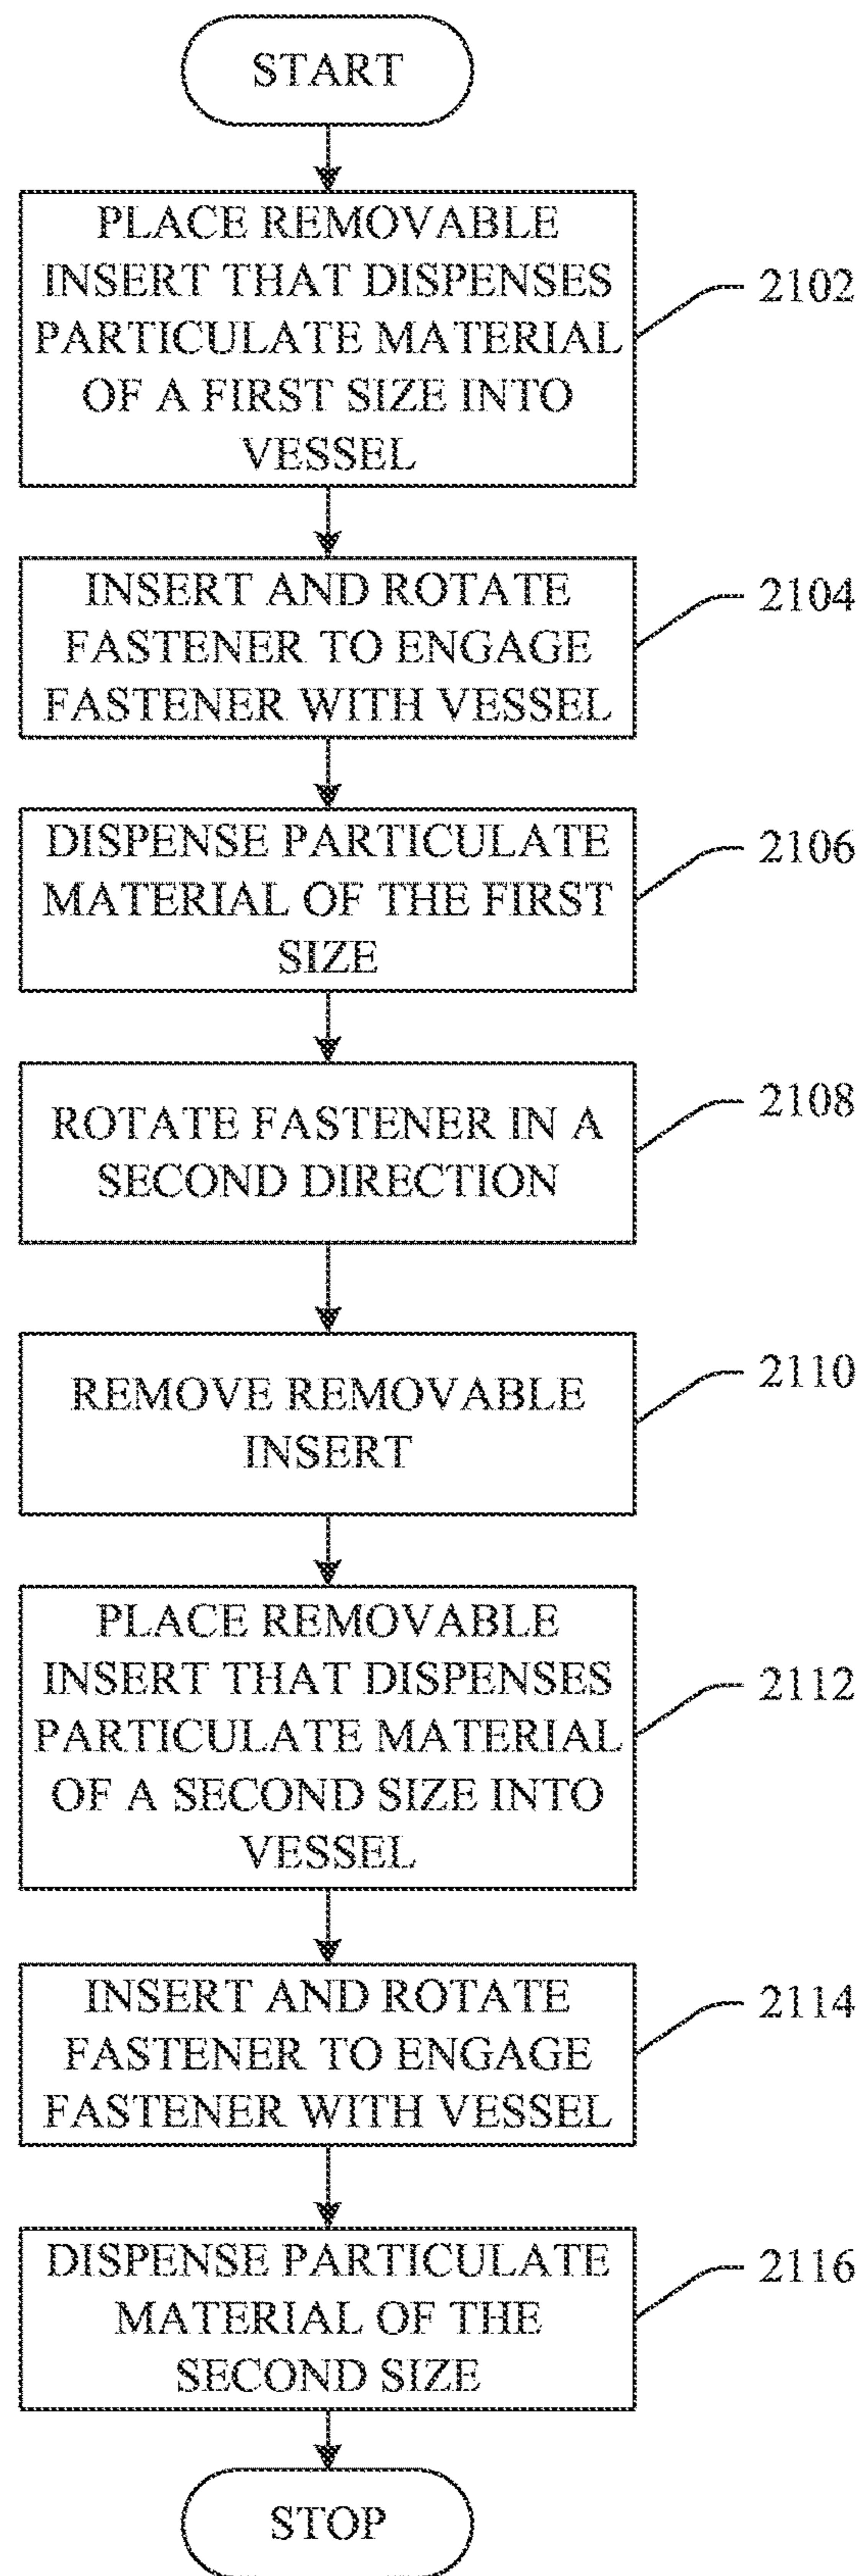 START
PLACE REMOVABLE
INSERT THAT DISPENSES
PARTICULATE MATERIAL
OF A FIRST SIZE INTO
VESSEL
2102
INSERT AND ROTATE
FASTENER TO ENGAGE
FASTENER WITH VESSEL
2104
DISPENSE PARTICULATE
MATERIAL OF THE FIRST
SIZE
2106
ROTATE FASTENER IN A
SECOND DIRECTION
2108
REMOVE REMOVABLE
INSERT
2110
PLACE REMOVABLE
INSERT THAT DISPENSES
PARTICULATE MATERIAL
OF A SECOND SIZE INTO
VESSEL
2112
INSERT AND ROTATE
FASTENER TO ENGAGE
FASTENER WITH VESSEL
2114
DISPENSE PARTICULATE
MATERIAL OF THE
SECOND SIZE
2116
STOP